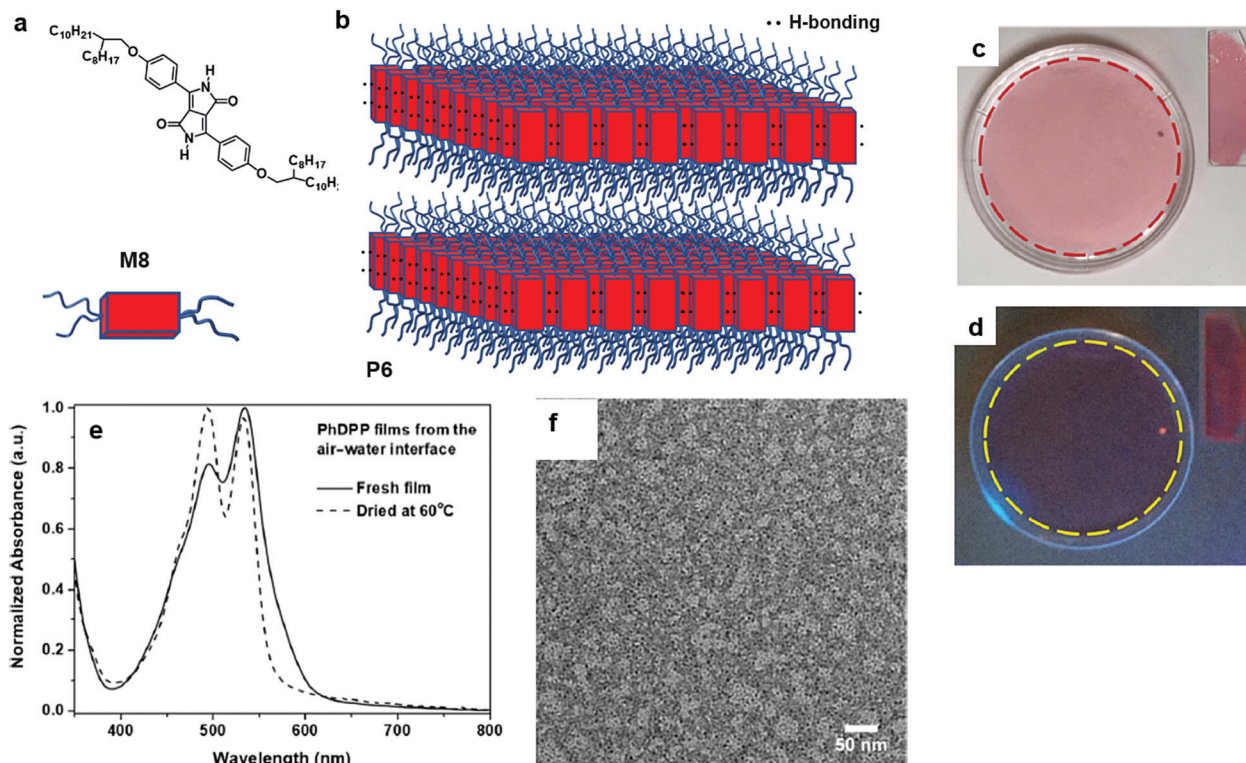 a
C10H21
C8H17
O
H
N
O
O
N
H
C8H17
O
C10H
M8
b
•• H-bonding
P6
c
d
e
PhDPP films from the
air–water interface
Fresh film
Dried at 60°C
Normalized Absorbance (a.u.)
1.0
0.8
0.6
0.4
0.2
0.0
400
500
600
700
800
Wavelength (nm)
f
50 nm